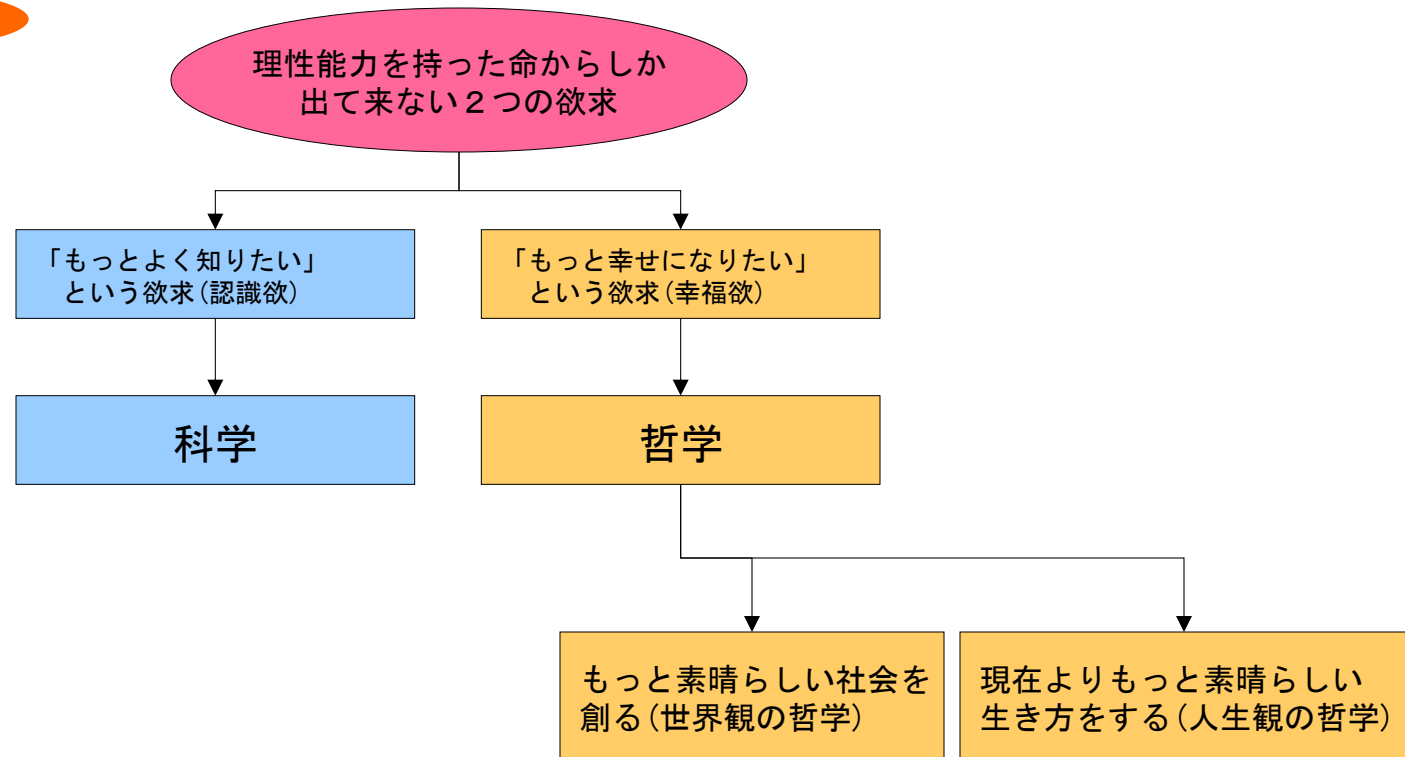 理性能力を持った命からしか
出て来ない２つの欲求
「もっとよく知りたい」
という欲求(認識欲)
「もっと幸せになりたい」
という欲求(幸福欲)
科学
哲学
もっと素晴らしい社会を
創る(世界観の哲学)
現在よりもっと素晴らしい
生き方をする(人生観の哲学)